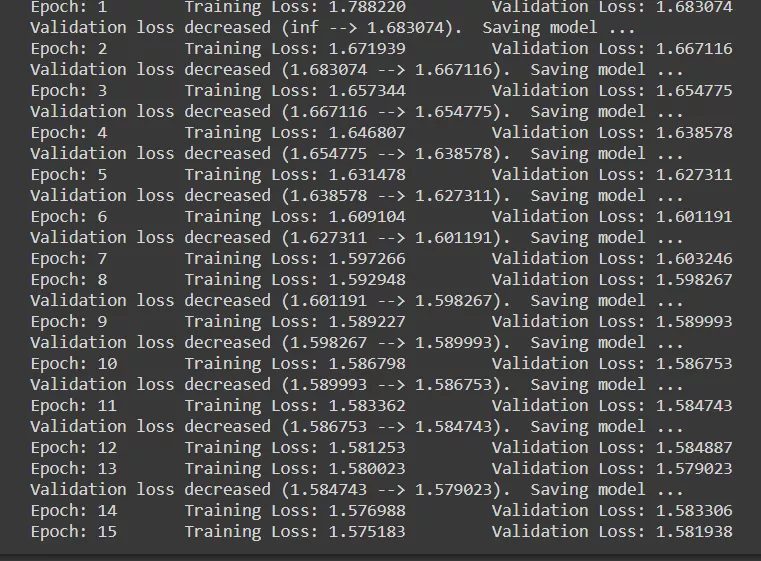 Epoch: 1 Training Loss: 1.788220 Validation Loss: 1.683074
Validation loss decreased (inf --> 1.683074). Saving model ...
Epoch: 2 Training Loss: 1.671939 Validation Loss: 1.667116
Validation loss decreased (1.683074 --> 1.667116). Saving model ...
Epoch: 3 Training Loss: 1.657344 Validation Loss: 1.654775
Validation loss decreased (1.667116 --> 1.654775). Saving model ...
Epoch: 4 Training Loss: 1.646807 Validation Loss: 1.638578
Validation loss decreased (1.654775 --> 1.638578). Saving model ...
Epoch: 5 Training Loss: 1.631478 Validation Loss: 1.627311
Validation loss decreased (1.638578 --> 1.627311). Saving model ...
Epoch: 6 Training Loss: 1.609104 Validation Loss: 1.601191
Validation loss decreased (1.627311 --> 1.601191). Saving model ...
Epoch: 7 Training Loss: 1.597266 Validation Loss: 1.603246
Epoch: 8 Training Loss: 1.592948 Validation Loss: 1.598267
Validation loss decreased (1.601191 --> 1.598267). Saving model ...
Epoch: 9 Training Loss: 1.589227 Validation Loss: 1.589993
Validation loss decreased (1.598267 --> 1.589993). Saving model ...
Epoch: 10 Training Loss: 1.586798 Validation Loss: 1.586753
Validation loss decreased (1.589993 --> 1.586753). Saving model ...
Epoch: 11 Training Loss: 1.583362 Validation Loss: 1.584743
Validation loss decreased (1.586753 --> 1.584743). Saving model ...
Epoch: 12 Training Loss: 1.581253 Validation Loss: 1.584887
Epoch: 13 Training Loss: 1.580023 Validation Loss: 1.579023
Validation loss decreased (1.584743 --> 1.579023). Saving model ...
Epoch: 14 Training Loss: 1.576988 Validation Loss: 1.583306
Epoch: 15 Training Loss: 1.575183 Validation Loss: 1.581938